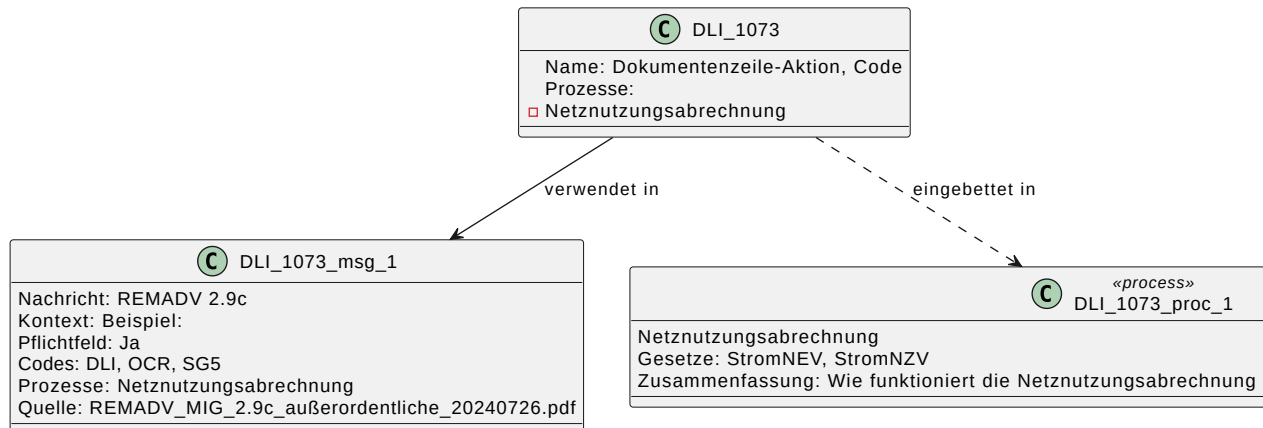 C DLI_1073
Name: Dokumentenzeile-Aktion, Code
Prozesse:
Netznutzungsabrechnung
verwendet in
eingebettet in
C DLI_1073_msg_1
Nachricht: REMADV 2.9c
Kontext: Beispiel:
Pflichtfeld: Ja
Codes: DLI, OCR, SG5
Prozesse: Netznutzungsabrechnung
Quelle: REMADV_MIG_2.9c_außerordentliche_20240726.pdf
«process»
C DLI_1073_proc_1
Netznutzungsabrechnung
Gesetze: StromNEV, StromNZV
Zusammenfassung: Wie funktioniert die Netznutzungsabrechnung